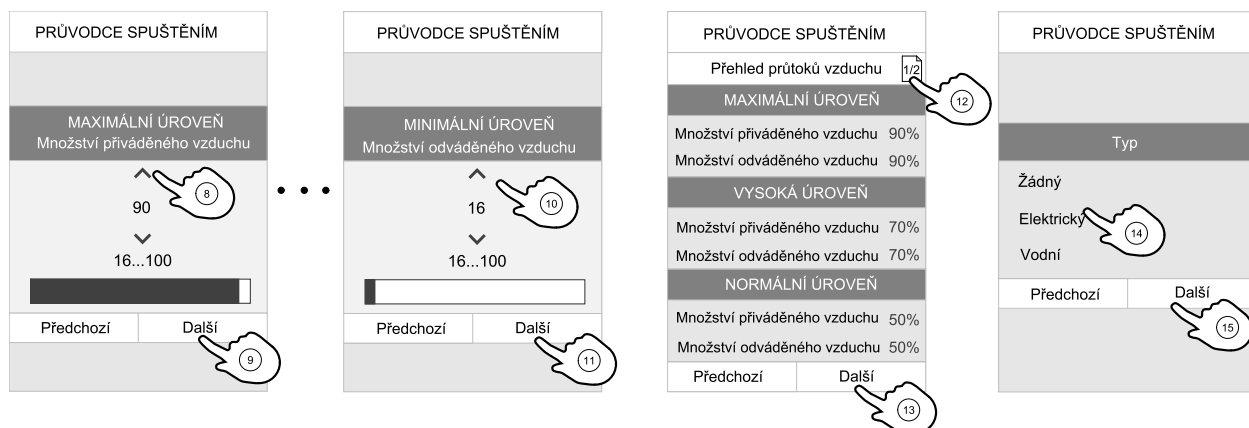 PRŮVODCE SPUŠTĚNÍM
MAXIMÁLNÍ ÚROVEŇ
Množství přiváděného vzduchu
8
90
16...100
Předchozí Další
9
PRŮVODCE SPUŠTĚNÍM
MINIMÁLNÍ ÚROVEŇ
Množství odváděného vzduchu
10
16
16...100
Předchozí Další
11
PRŮVODCE SPUŠTĚNÍM
Přehled průtoků vzduchu 1/2
12
MAXIMÁLNÍ ÚROVEŇ
Množství přiváděného vzduchu 90%
Množství odváděného vzduchu 90%
VYSOKÁ ÚROVEŇ
Množství přiváděného vzduchu 70%
Množství odváděného vzduchu 70%
NORMÁLNÍ ÚROVEŇ
Množství přiváděného vzduchu 50%
Množství odváděného vzduchu 50%
Předchozí Další
13
PRŮVODCE SPUŠTĚNÍM
Typ
Žádný
Elektrický
14
Vodní
Předchozí Další
15